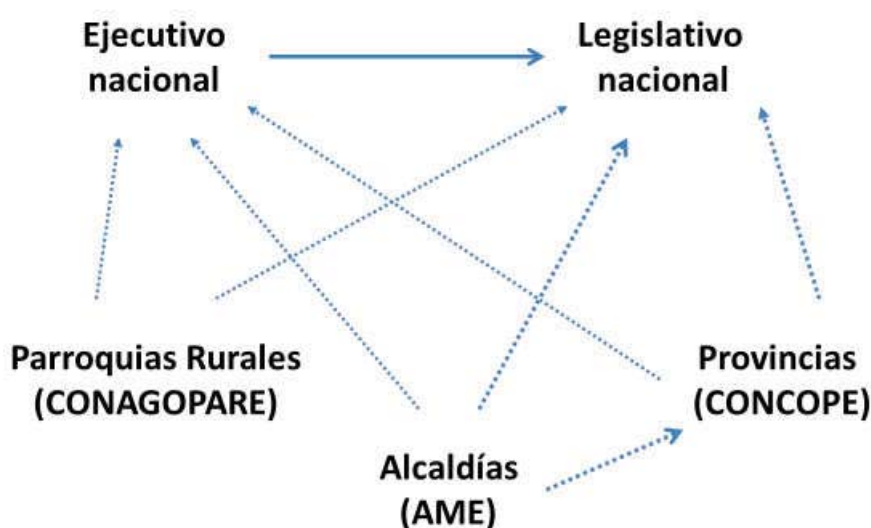 Ejecutivo
nacional
Legislativo
nacional
Parroquias Rurales
(CONAGOPARE)
Provincias
(CONCOPE)
Alcaldías
(AME)